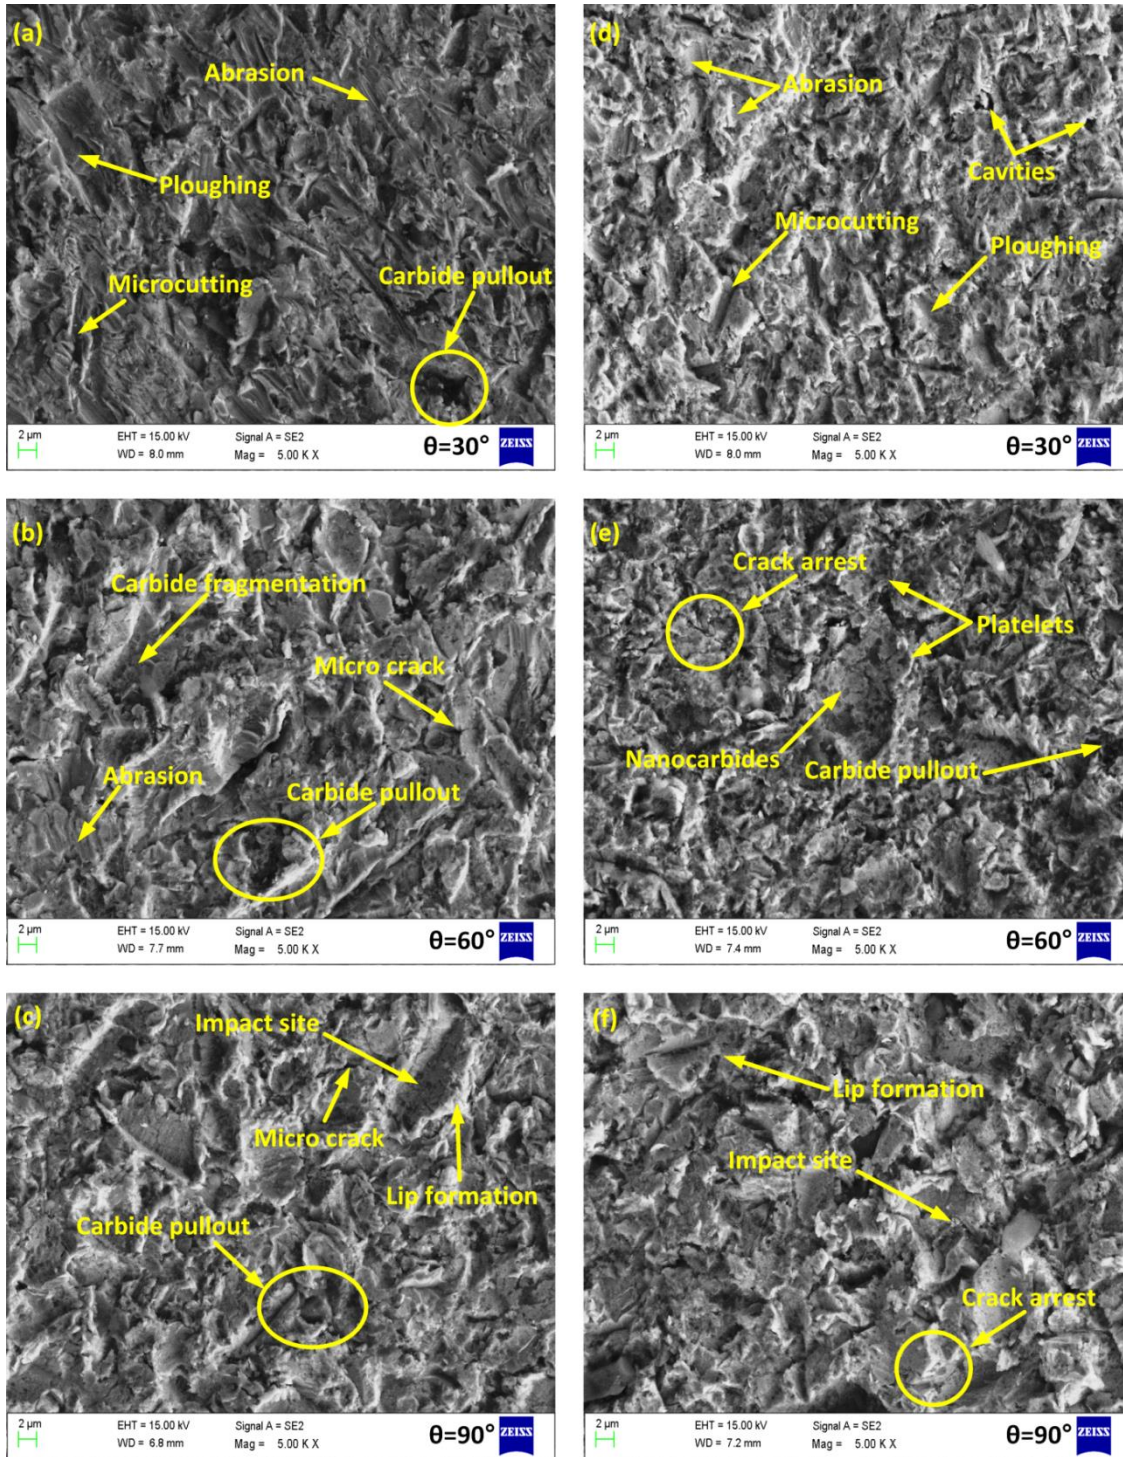 (a)
Abrasion
Ploughing
Microcutting
Carbide pullout
2 µm
EHT = 15.00 kV
Signal A = SE2
WD = 8.0 mm
Mag = 5.00 K X
θ=30°
ZEISS
(d)
Abrasion
Cavities
Microcutting
Ploughing
2 µm
EHT = 15.00 kV
Signal A = SE2
WD = 8.0 mm
Mag = 5.00 K X
θ=30°
ZEISS
(b)
Carbide fragmentation
Micro crack
Abrasion
Carbide pullout
2 µm
EHT = 15.00 kV
Signal A = SE2
WD = 7.7 mm
Mag = 5.00 K X
θ=60°
ZEISS
(e)
Crack arrest
Platelets
Nanocarbides
Carbide pullout
2 µm
EHT = 15.00 kV
Signal A = SE2
WD = 7.4 mm
Mag = 5.00 K X
θ=60°
ZEISS
(c)
Impact site
Micro crack
Lip formation
Carbide pullout
2 µm
EHT = 15.00 kV
Signal A = SE2
WD = 6.8 mm
Mag = 5.00 K X
θ=90°
ZEISS
(f)
Lip formation
Impact site
Crack arrest
2 µm
EHT = 15.00 kV
Signal A = SE2
WD = 7.2 mm
Mag = 5.00 K X
θ=90°
ZEISS